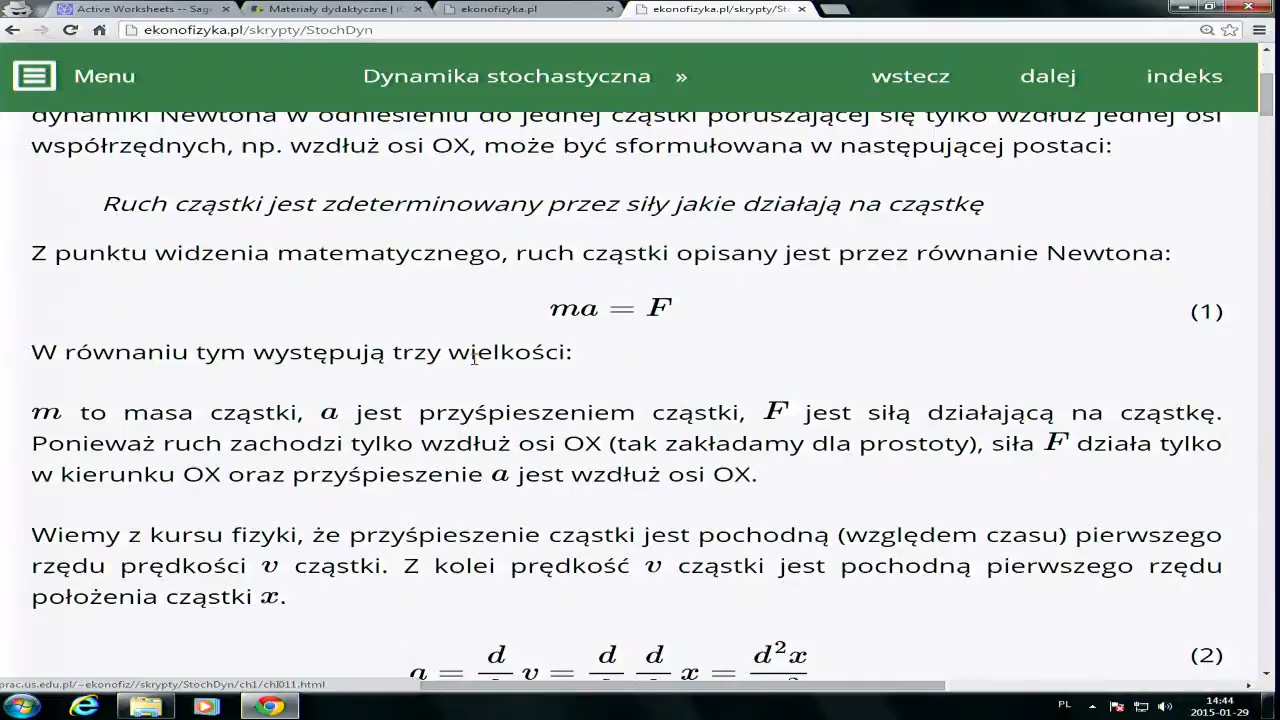 Active Worksheets -- Sage
Materiały dydaktyczne | i
ekonofizyka.pl
ekonofizyka.pl/skrypty/St
ekonofizyka.pl/skrypty/StochDyn
Menu
Dynamika stochastyczna »
wstecz
dalej
indeks
dynamiki Newtona w odniesieniu do jednej cząstki poruszającej się tylko wzdłuż jednej osi
współrzędnych, np. wzdłuż osi OX, może być sformułowana w następującej postaci:
Ruch cząstki jest zdeterminowany przez siły jakie działają na cząstkę
Z punktu widzenia matematycznego, ruch cząstki opisany jest przez równanie Newtona:
ma = F (1)
W równaniu tym występują trzy wielkości:
m to masa cząstki, a jest przyśpieszeniem cząstki, F jest siłą działającą na cząstkę.
Ponieważ ruch zachodzi tylko wzdłuż osi OX (tak zakładamy dla prostoty), siła F działa tylko
w kierunku OX oraz przyśpieszenie a jest wzdłuż osi OX.
Wiemy z kursu fizyki, że przyśpieszenie cząstki jest pochodną (względem czasu) pierwszego
rzędu prędkości v cząstki. Z kolei prędkość v cząstki jest pochodną pierwszego rzędu
położenia cząstki x.
a = d v = d d x = d²x (2)
prac.us.edu.pl/~ekonofiz//skrypty/StochDyn/ch1/chI011.html
PL
14:44
2015-01-29